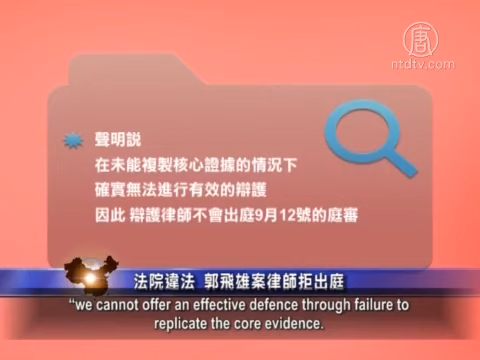 唐
ntdtv.com
聲明説
在未能複製核心證據的情況下
確實無法進行有效的辯護
因此 辯護律師不會出庭9月12號的庭審
法院違法 郭飛雄案律師拒出庭
“we cannot offer an effective defence through failure to
replicate the core evidence.